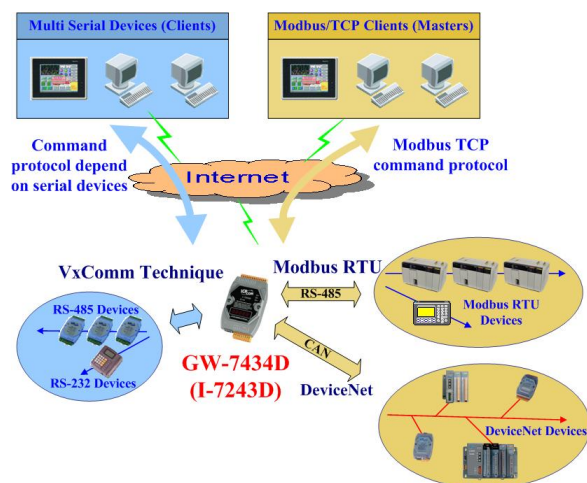 Multi Serial Devices (Clients)
Modbus/TCP Clients (Masters)
Command
protocol depend
on serial devices
Modbus TCP
command protocol
Internet
VxComm Technique
Modbus RTU
RS-485 Devices
RS-232 Devices
RS-485
Modbus RTU
Devices
GW-7434D
(I-7243D)
CAN
DeviceNet
DeviceNet Devices